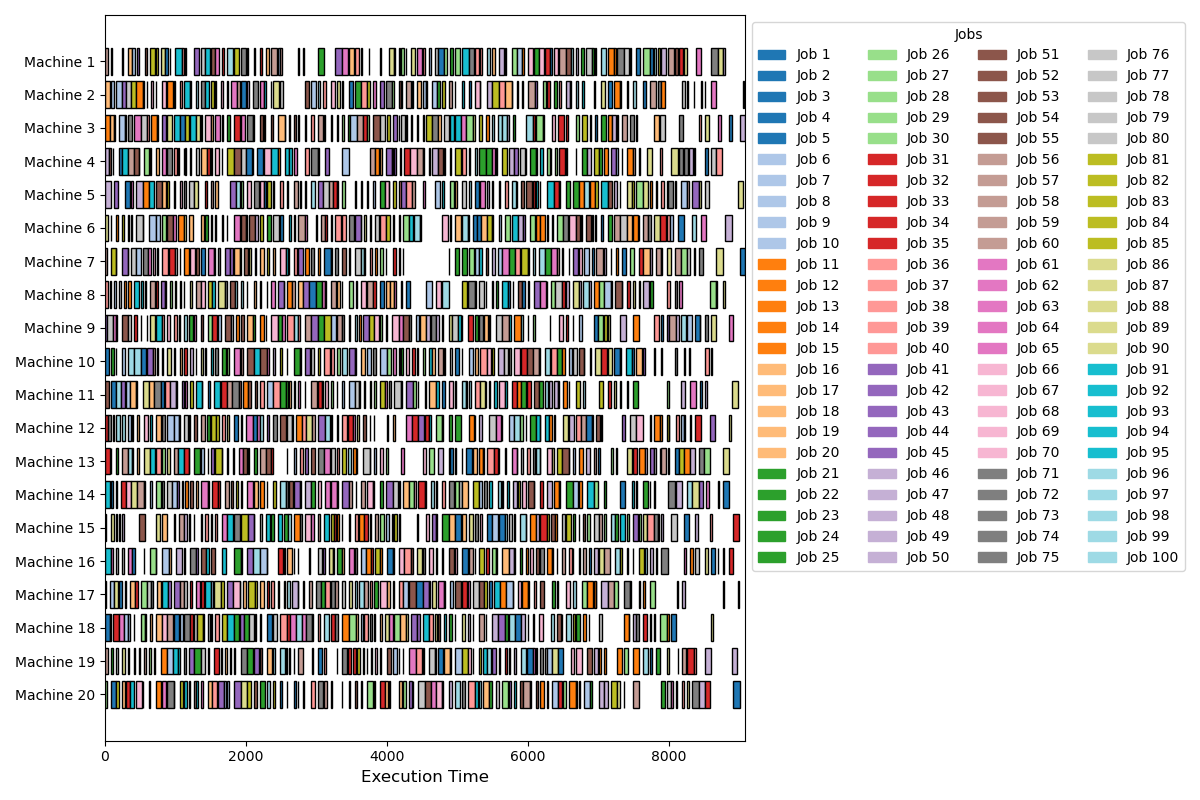 Machine 1
Machine 2
Machine 3
Machine 4
Machine 5
Machine 6
Machine 7
Machine 8
Machine 9
Machine 10
Machine 11
Machine 12
Machine 13
Machine 14
Machine 15
Machine 16
Machine 17
Machine 18
Machine 19
Machine 20
0 2000 4000 6000 8000
Execution Time
Jobs
Job 1 Job 26 Job 51 Job 76
Job 2 Job 27 Job 52 Job 77
Job 3 Job 28 Job 53 Job 78
Job 4 Job 29 Job 54 Job 79
Job 5 Job 30 Job 55 Job 80
Job 6 Job 31 Job 56 Job 81
Job 7 Job 32 Job 57 Job 82
Job 8 Job 33 Job 58 Job 83
Job 9 Job 34 Job 59 Job 84
Job 10 Job 35 Job 60 Job 85
Job 11 Job 36 Job 61 Job 86
Job 12 Job 37 Job 62 Job 87
Job 13 Job 38 Job 63 Job 88
Job 14 Job 39 Job 64 Job 89
Job 15 Job 40 Job 65 Job 90
Job 16 Job 41 Job 66 Job 91
Job 17 Job 42 Job 67 Job 92
Job 18 Job 43 Job 68 Job 93
Job 19 Job 44 Job 69 Job 94
Job 20 Job 45 Job 70 Job 95
Job 21 Job 46 Job 71 Job 96
Job 22 Job 47 Job 72 Job 97
Job 23 Job 48 Job 73 Job 98
Job 24 Job 49 Job 74 Job 99
Job 25 Job 50 Job 75 Job 100